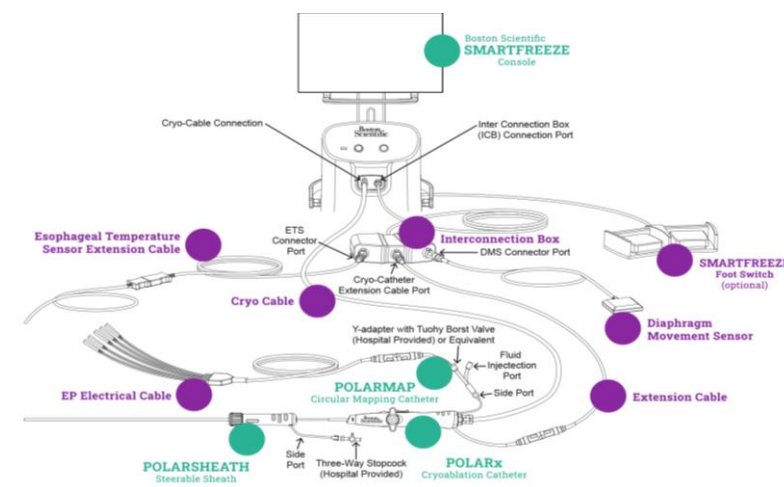 Boston Scientific
SMARTFREEZE
Console
Cryo-Cable Connection
Inter Connection Box
(ICB) Connection Port
Boston
Scientific
Esophageal Temperature
Sensor Extension Cable
ETS
Connector
Port
Interconnection Box
DMS Connector Port
Cryo-Catheter
Extension Cable Port
SMARTFREEZE
Foot Switch
(optional)
Cryo Cable
Diaphragm
Movement Sensor
Y-adapter with Tuohy Borst Valve
(Hospital Provided) or Equivalent
Fluid
Injectection
Port
Side Port
EP Electrical Cable
POLARMAP
Circular Mapping Catheter
Extension Cable
POLARSHEATH
Steerable Sheath
Side
Port
Three-Way Stopcock
(Hospital Provided)
POLARx
Cryoablation Catheter